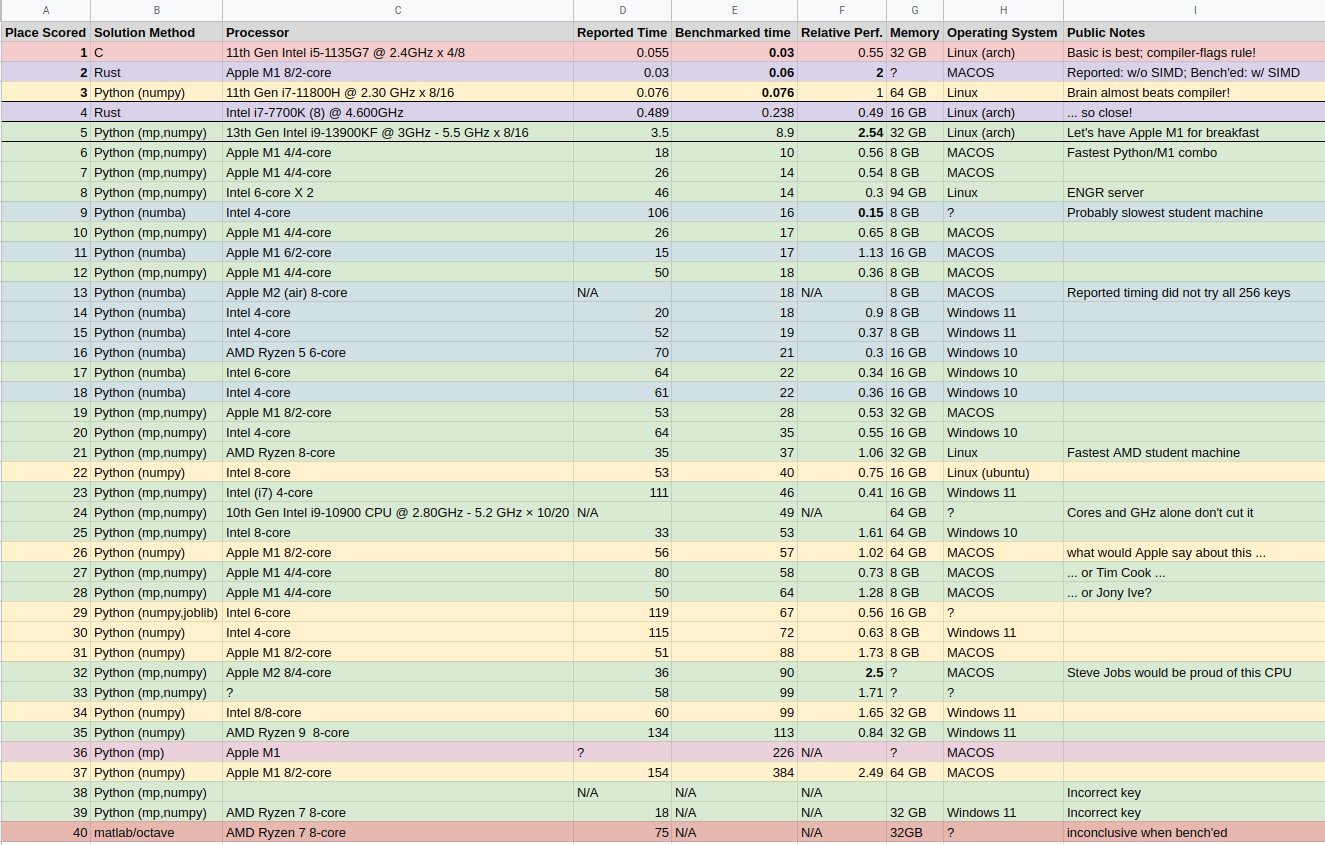 A B C D E F G H I
Place Scored Solution Method Processor Reported Time Benchmarked time Relative Perf. Memory Operating System Public Notes
1 C 11th Gen Intel i5-1135G7 @ 2.4GHz x 4/8 0.055 0.03 0.55 32 GB Linux (arch) Basic is best; compiler-flags rule!
2 Rust Apple M1 8/2-core 0.03 0.06 2 ? MACOS Reported: w/o SIMD; Bench'ed: w/ SIMD
3 Python (numpy) 11th Gen i7-11800H @ 2.30 GHz x 8/16 0.076 0.076 1 64 GB Linux Brain almost beats compiler!
4 Rust Intel i7-7700K (8) @ 4.600GHz 0.489 0.238 0.49 16 GB Linux (arch) ... so close!
5 Python (mp,numpy) 13th Gen Intel i9-13900KF @ 3GHz - 5.5 GHz x 8/16 3.5 8.9 2.54 32 GB Linux (arch) Let's have Apple M1 for breakfast
6 Python (mp,numpy) Apple M1 4/4-core 18 10 0.56 8 GB MACOS Fastest Python/M1 combo
7 Python (mp,numpy) Apple M1 4/4-core 26 14 0.54 8 GB MACOS
8 Python (mp,numpy) Intel 6-core X 2 46 14 0.3 94 GB Linux ENGR server
9 Python (numba) Intel 4-core 106 16 0.15 8 GB ? Probably slowest student machine
10 Python (mp,numpy) Apple M1 4/4-core 26 17 0.65 8 GB MACOS
11 Python (numba) Apple M1 6/2-core 15 17 1.13 16 GB MACOS
12 Python (mp,numpy) Apple M1 4/4-core 50 18 0.36 8 GB MACOS
13 Python (numba) Apple M2 (air) 8-core N/A 18 N/A 8 GB MACOS Reported timing did not try all 256 keys
14 Python (numba) Intel 4-core 20 18 0.9 8 GB Windows 11
15 Python (numba) Intel 4-core 52 19 0.37 8 GB Windows 11
16 Python (numba) AMD Ryzen 5 6-core 70 21 0.3 16 GB Windows 10
17 Python (numba) Intel 6-core 64 22 0.34 16 GB Windows 10
18 Python (numba) Intel 4-core 61 22 0.36 16 GB Windows 10
19 Python (mp,numpy) Apple M1 8/2-core 53 28 0.53 32 GB MACOS
20 Python (mp,numpy) Intel 4-core 64 35 0.55 16 GB Windows 10
21 Python (mp,numpy) AMD Ryzen 8-core 35 37 1.06 32 GB Linux Fastest AMD student machine
22 Python (numpy) Intel 8-core 53 40 0.75 16 GB Linux (ubuntu)
23 Python (mp,numpy) Intel (i7) 4-core 111 46 0.41 16 GB Windows 11
24 Python (mp,numpy) 10th Gen Intel i9-10900 CPU @ 2.80GHz - 5.2 GHz × 10/20 N/A 49 N/A 64 GB ? Cores and GHz alone don't cut it
25 Python (mp,numpy) Intel 8-core 33 53 1.61 64 GB Windows 10
26 Python (numpy) Apple M1 8/2-core 56 57 1.02 64 GB MACOS what would Apple say about this ...
27 Python (mp,numpy) Apple M1 4/4-core 80 58 0.73 8 GB MACOS ... or Tim Cook ...
28 Python (mp,numpy) Apple M1 4/4-core 50 64 1.28 8 GB MACOS ... or Jony Ive?
29 Python (numpy,joblib) Intel 6-core 119 67 0.56 16 GB ?
30 Python (numpy) Intel 4-core 115 72 0.63 8 GB Windows 11
31 Python (numpy) Apple M1 8/2-core 51 88 1.73 8 GB MACOS
32 Python (mp,numpy) Apple M2 8/4-core 36 90 2.5 ? MACOS Steve Jobs would be proud of this CPU
33 Python (mp,numpy) ? 58 99 1.71 ? ?
34 Python (numpy) Intel 8/8-core 60 99 1.65 32 GB Windows 11
35 Python (numpy) AMD Ryzen 9 8-core 134 113 0.84 32 GB Windows 11
36 Python (mp) Apple M1 ? 226 N/A ? MACOS
37 Python (numpy) Apple M1 8/2-core 154 384 2.49 64 GB MACOS
38 Python (mp,numpy) N/A N/A N/A Incorrect key
39 Python (mp,numpy) AMD Ryzen 7 8-core 18 N/A N/A 32 GB Windows 11 Incorrect key
40 matlab/octave AMD Ryzen 7 8-core 75 N/A N/A 32GB ? inconclusive when bench'ed